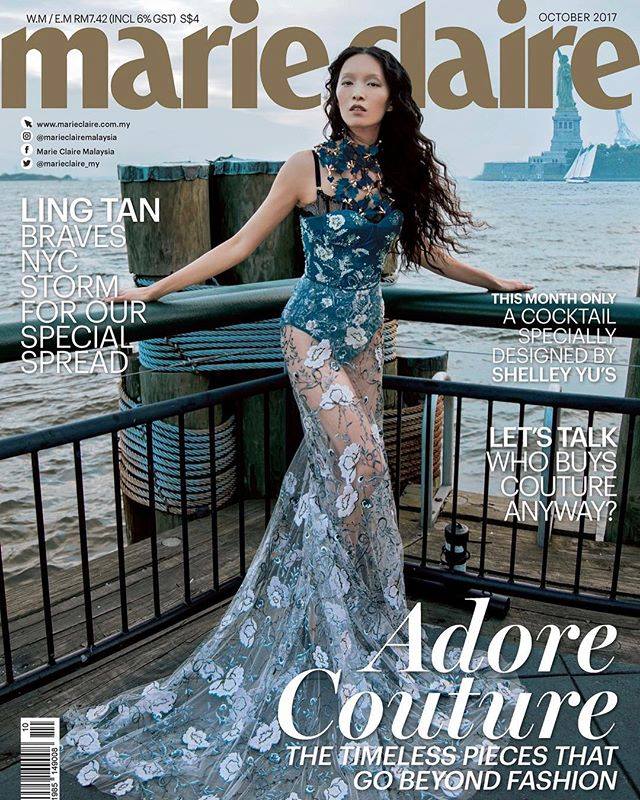 W.M / E.M RM7.42 (INCL 6% GST) S$4
OCTOBER 2017
marie claire
www.marieclaire.com.my
@marieclairemalaysia
Marie Claire Malaysia
@marieclaire_my
LING TAN
BRAVES
NYC
STORM
FOR OUR
SPECIAL
SPREAD
THIS MONTH ONLY
A COCKTAIL
SPECIALLY
DESIGNED BY
SHELLEY YU'S
LET'S TALK
WHO BUYS
COUTURE
ANYWAY?
Adore
Couture
THE TIMELESS PIECES THAT
GO BEYOND FASHION
10